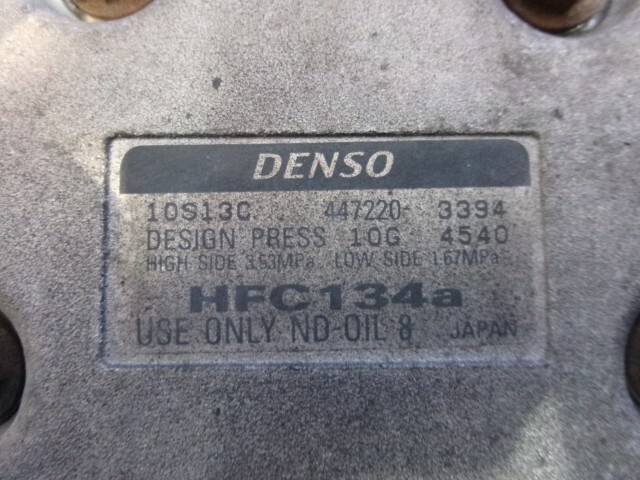 DENSO
10S13C 447220- 3394
DESIGN PRESS 10G 4540
HIGH SIDE 3.53MPa LOW SIDE 1.67MPa
HFC134a
USE ONLY ND-OIL 8 JAPAN